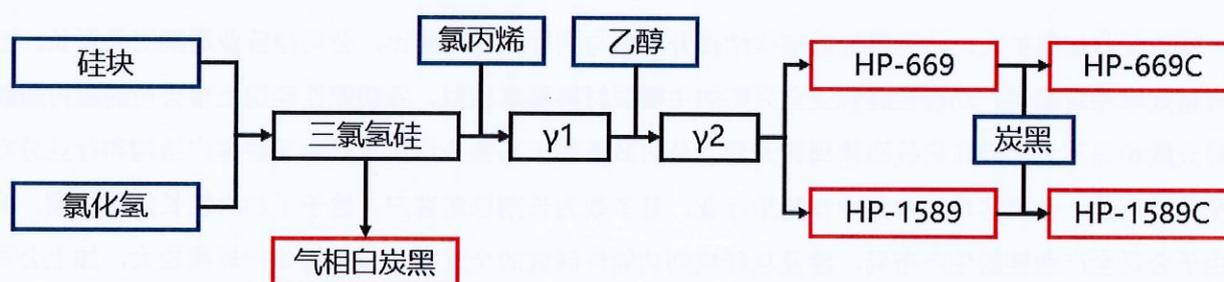 硅块
氯化氢
三氯氢硅
气相白炭黑
氯丙烯
γ1
乙醇
γ2
HP-669
HP-669C
炭黑
HP-1589
HP-1589C